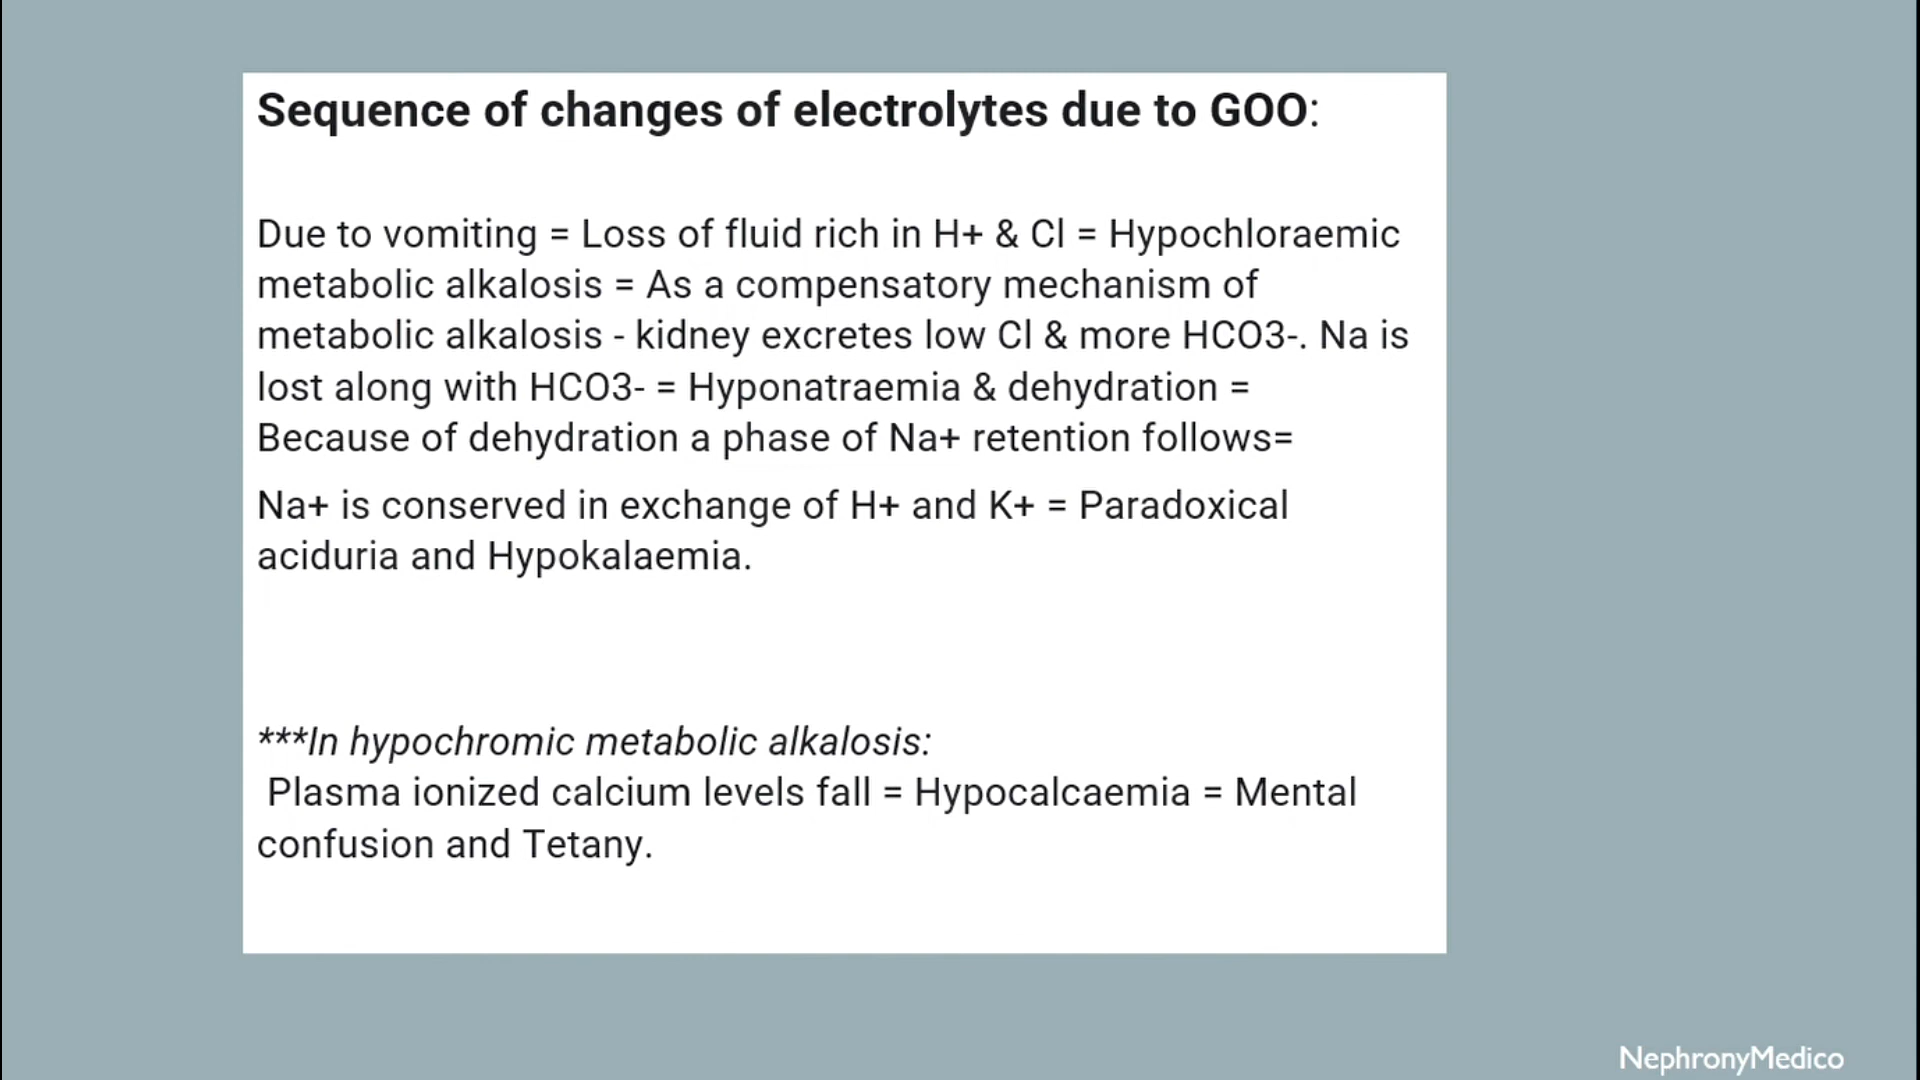 Sequence of changes of electrolytes due to GOO:
Due to vomiting = Loss of fluid rich in H+ & Cl = Hypochloraemic
metabolic alkalosis = As a compensatory mechanism of
metabolic alkalosis - kidney excretes low Cl & more HCO3-. Na is
lost along with HCO3- = Hyponatraemia & dehydration =
Because of dehydration a phase of Na+ retention follows=
Na+ is conserved in exchange of H+ and K+ = Paradoxical
aciduria and Hypokalaemia.
***In hypochromic metabolic alkalosis:
Plasma ionized calcium levels fall = Hypocalcaemia = Mental
confusion and Tetany.
NephronyMedico